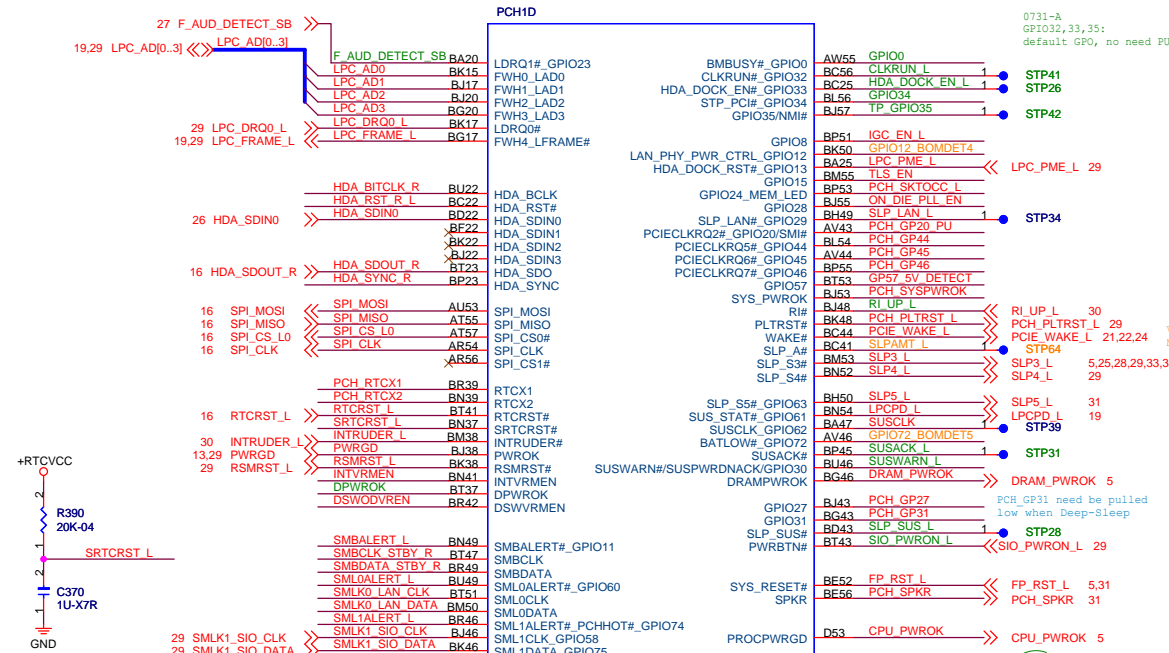 PCH1D
0731-A
GPIO32,33,35:
default GPO, no need PU
27 F_AUD_DETECT_SB
19,29 LPC_AD[0..3] LPC_AD[0..3]
F_AUD_DETECT_SB BA20 LDRQ1#_GPIO23
LPC_AD0 BK15 FWH0_LAD0
LPC_AD1 BJ17 FWH1_LAD1
LPC_AD2 BJ20 FWH2_LAD2
LPC_AD3 BG20 FWH3_LAD3
29 LPC_DRQ0_L LPC_DRQ0_L BK17 LDRQ0#
19,29 LPC_FRAME_L LPC_FRAME_L BG17 FWH4_LFRAME#
HDA_BITCLK_R BU22 HDA_BCLK
HDA_RST_R_L BC22 HDA_RST#
26 HDA_SDIN0 HDA_SDIN0 BD22 HDA_SDIN0
BF22 HDA_SDIN1
BK22 HDA_SDIN2
BJ22 HDA_SDIN3
16 HDA_SDOUT_R HDA_SDOUT_R BT23 HDA_SDO
HDA_SYNC_R BP23 HDA_SYNC
16 SPI_MOSI SPI_MOSI AU53 SPI_MOSI
16 SPI_MISO SPI_MISO AT55 SPI_MISO
16 SPI_CS_L0 SPI_CS_L0 AT57 SPI_CS0#
16 SPI_CLK SPI_CLK AR54 SPI_CLK
AR56 SPI_CS1#
PCH_RTCX1 BR39 RTCX1
PCH_RTCX2 BN39 RTCX2
16 RTCRST_L RTCRST_L BT41 RTCRST#
SRTCRST_L BN37 SRTCRST#
30 INTRUDER_L INTRUDER_L BM38 INTRUDER#
13,29 PWRGD PWRGD BJ38 PWROK
29 RSMRST_L RSMRST_L BK38 RSMRST#
INTVRMEN BN41 INTVRMEN
DPWROK BT37 DPWROK
DSWODVREN BR42 DSWVRMEN
SMBALERT_L BN49 SMBALERT#_GPIO11
SMBCLK_STBY_R BT47 SMBCLK
SMBDATA_STBY_R BR49 SMBDATA
SML0ALERT_L BU49 SML0ALERT#_GPIO60
SMLK0_LAN_CLK BT51 SML0CLK
SMLK0_LAN_DATA BM50 SML0DATA
SML1ALERT_L BR46 SML1ALERT#_PCHHOT#_GPIO74
29 SMLK1_SIO_CLK SMLK1_SIO_CLK BJ46 SML1CLK_GPIO58
29 SMLK1_SIO_DATA SMLK1_SIO_DATA BK46 SML1DATA_GPIO75
+RTCVCC
2
R390
20K-04
1
SRTCRST_L
2
C370
1U-X7R
1
GND
BMBUSY#_GPIO0 AW55 GPIO0
CLKRUN#_GPIO32 BC56 CLKRUN_L 1 STP41
HDA_DOCK_EN#_GPIO33 BC25 HDA_DOCK_EN_L 1 STP26
STP_PCI#_GPIO34 BL56 GPIO34
GPIO35/NMI# BJ57 TP_GPIO35 1 STP42
GPIO8 BP51 IGC_EN_L
LAN_PHY_PWR_CTRL_GPIO12 BK50 GPIO12_BOMDET4
HDA_DOCK_RST#_GPIO13 BA25 LPC_PME_L LPC_PME_L 29
GPIO15 BM55 TLS_EN
GPIO24_MEM_LED BP53 PCH_SKTOCC_L
GPIO28 BJ55 ON_DIE_PLL_EN
SLP_LAN#_GPIO29 BH49 SLP_LAN_L 1 STP34
PCIECLKRQ2#_GPIO20/SMI# AV43 PCH_GP20_PU
PCIECLKRQ5#_GPIO44 BL54 PCH_GP44
PCIECLKRQ6#_GPIO45 AV44 PCH_GP45
PCIECLKRQ7#_GPIO46 BP55 PCH_GP46
GPIO57 BT53 GP57_5V_DETECT
SYS_PWROK BJ53 PCH_SYSPWROK
RI# BJ48 RI_UP_L RI_UP_L 30
PLTRST# BK48 PCH_PLTRST_L PCH_PLTRST_L 29
WAKE# BC44 PCIE_WAKE_L PCIE_WAKE_L 21,22,24
SLP_A# BC41 SLPAMT_L 1 STP64
SLP_S3# BM53 SLP3_L SLP3_L 5,25,28,29,33,3
SLP_S4# BN52 SLP4_L SLP4_L 29
SLP_S5#_GPIO63 BH50 SLP5_L SLP5_L 31
SUS_STAT#_GPIO61 BN54 LPCPD_L LPCPD_L 19
SUSCLK_GPIO62 BA47 SUSCLK 1 STP39
BATLOW#_GPIO72 AV46 GPIO72_BOMDET5
SUSACK# BP45 SUSACK_L 1 STP31
SUSWARN#/SUSPWRDNACK/GPIO30 BU46 SUSWARN_L
DRAMPWROK BG46 DRAM_PWROK DRAM_PWROK 5
PCH_GP31 need be pulled
low when Deep-Sleep
GPIO27 BJ43 PCH_GP27
GPIO31 BG43 PCH_GP31
SLP_SUS# BD43 SLP_SUS_L 1 STP28
PWRBTN# BT43 SIO_PWRON_L SIO_PWRON_L 29
SYS_RESET# BE52 FP_RST_L FP_RST_L 5,31
SPKR BE56 PCH_SPKR PCH_SPKR 31
PROCPWRGD D53 CPU_PWROK CPU_PWROK 5